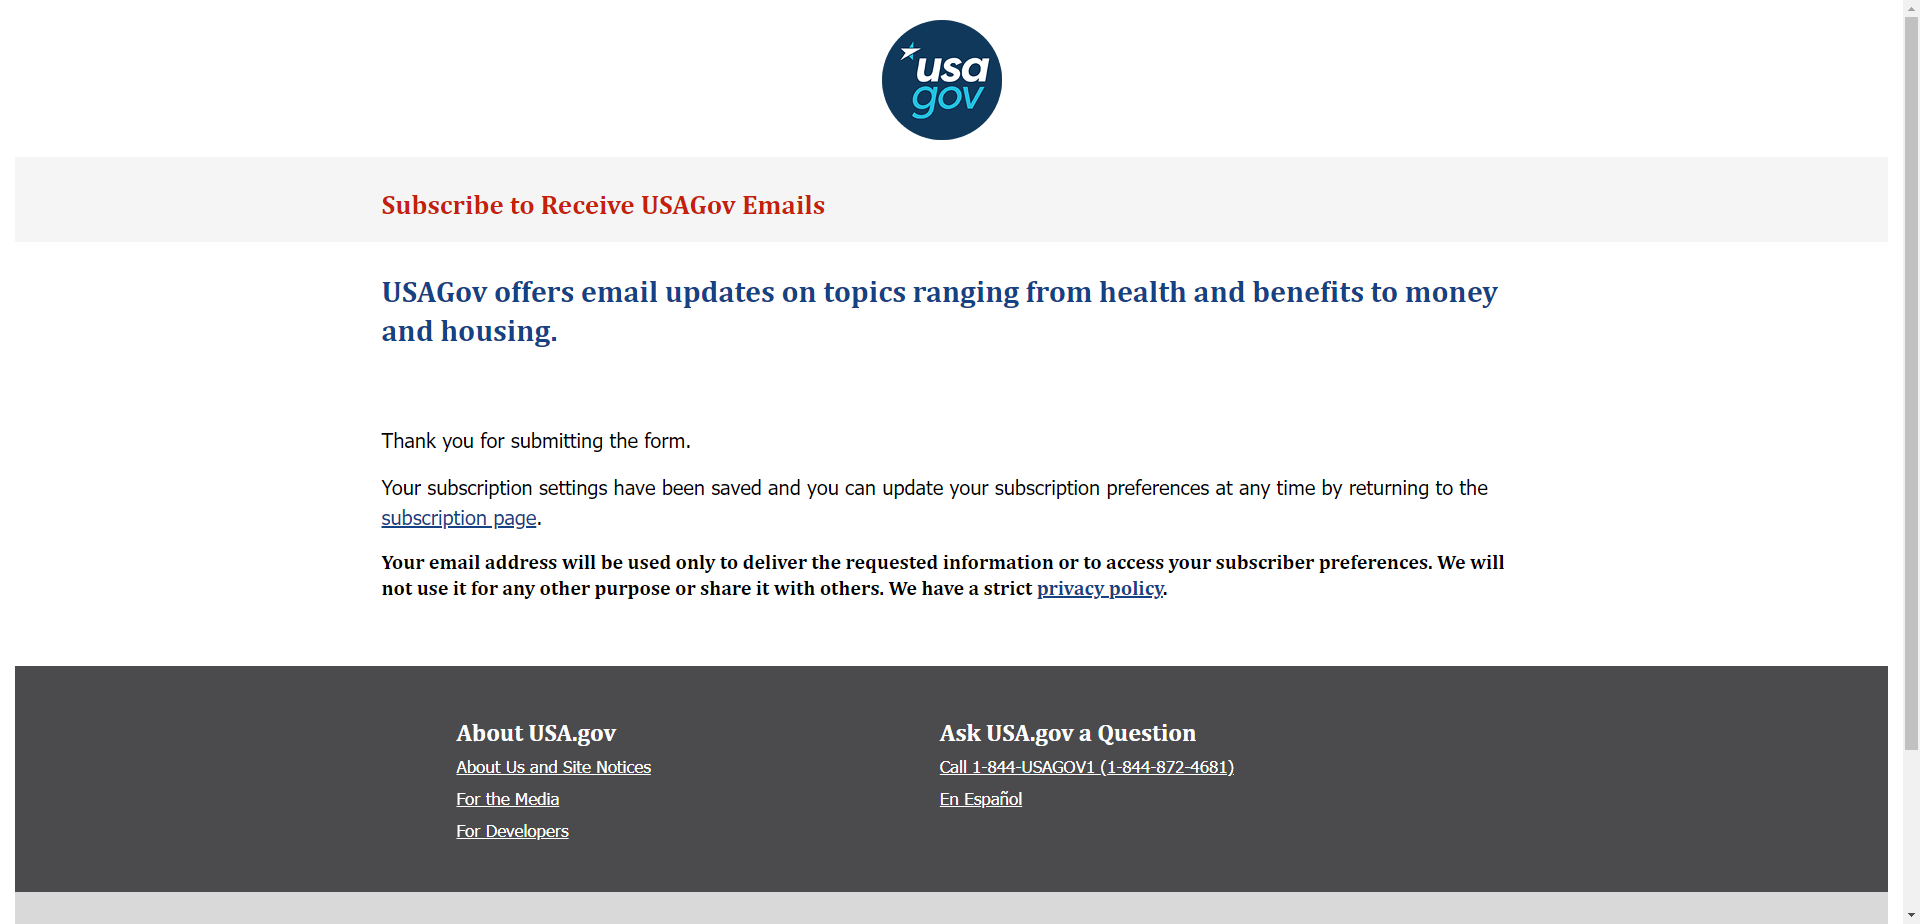 usa
gov
Subscribe to Receive USAGov Emails
USAGov offers email updates on topics ranging from health and benefits to money
and housing.
Thank you for submitting the form.
Your subscription settings have been saved and you can update your subscription preferences at any time by returning to the
subscription page.
Your email address will be used only to deliver the requested information or to access your subscriber preferences. We will
not use it for any other purpose or share it with others. We have a strict privacy policy.
About USA.gov
About Us and Site Notices
For the Media
For Developers
Ask USA.gov a Question
Call 1-844-USAGOV1 (1-844-872-4681)
En Español